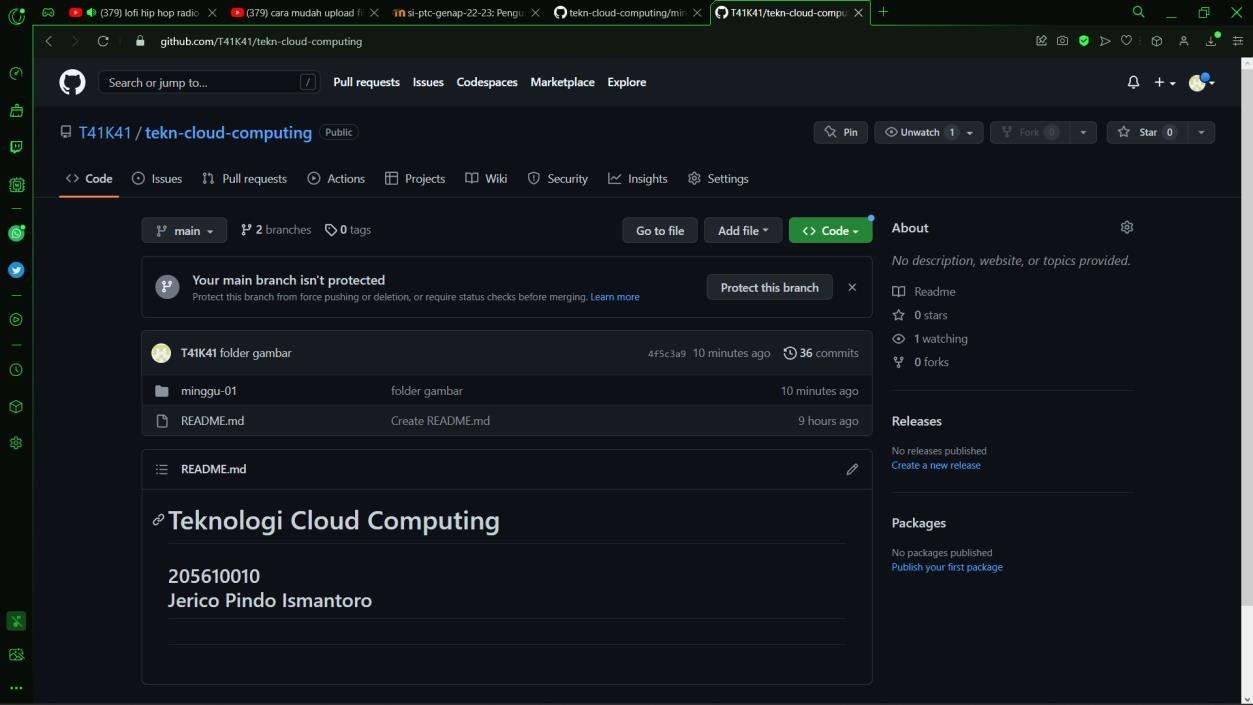 (379) lofi hip hop radio
(379) cara mudah upload fi
si-ptc-genap-22-23: Pengu
tekn-cloud-computing/min
T41K41/tekn-cloud-compu
github.com/T41K41/tekn-cloud-computing
Search or jump to... /
Pull requests Issues Codespaces Marketplace Explore
T41K41 / tekn-cloud-computing Public
Pin Unwatch 1 Fork 0 Star 0
Code Issues Pull requests Actions Projects Wiki Security Insights Settings
main 2 branches 0 tags Go to file Add file Code
Your main branch isn't protected
Protect this branch from force pushing or deletion, or require status checks before merging. Learn more
Protect this branch
T41K41 folder gambar 4f5c3a9 10 minutes ago 36 commits
minggu-01 folder gambar 10 minutes ago
README.md Create README.md 9 hours ago
README.md
Teknologi Cloud Computing
205610010
Jerico Pindo Ismantoro
About
No description, website, or topics provided.
Readme
0 stars
1 watching
0 forks
Releases
No releases published
Create a new release
Packages
No packages published
Publish your first package